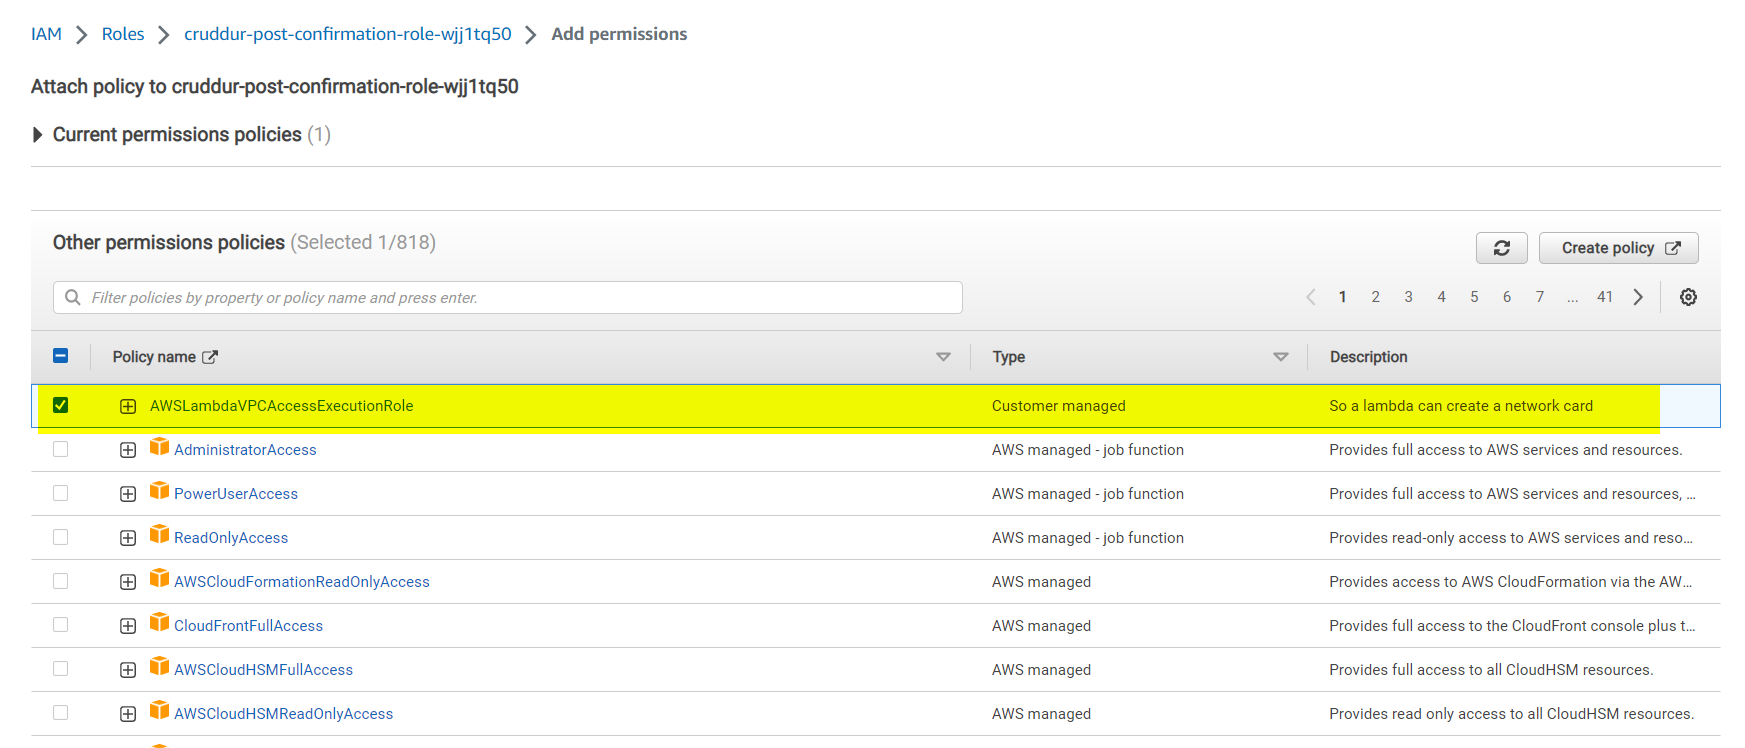 IAM > Roles > cruddur-post-confirmation-role-wjj1tq50 > Add permissions
Attach policy to cruddur-post-confirmation-role-wjj1tq50
Current permissions policies (1)
Other permissions policies (Selected 1/818)
Create policy
Filter policies by property or policy name and press enter.
1 2 3 4 5 6 7 ... 41
Policy name Type Description
AWSLambdaVPCAccessExecutionRole Customer managed So a lambda can create a network card
AdministratorAccess AWS managed - job function Provides full access to AWS services and resources.
PowerUserAccess AWS managed - job function Provides full access to AWS services and resources, ...
ReadOnlyAccess AWS managed - job function Provides read-only access to AWS services and reso...
AWSCloudFormationReadOnlyAccess AWS managed Provides access to AWS CloudFormation via the AW...
CloudFrontFullAccess AWS managed Provides full access to the CloudFront console plus t...
AWSCloudHSMFullAccess AWS managed Provides full access to all CloudHSM resources.
AWSCloudHSMReadOnlyAccess AWS managed Provides read only access to all CloudHSM resources.